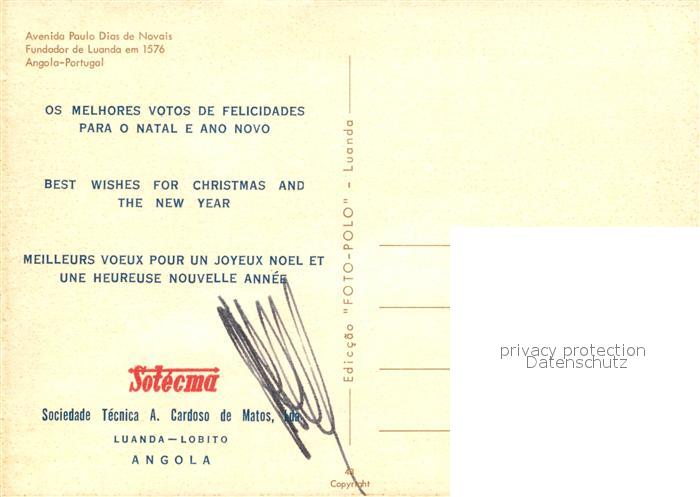 Avenida Paulo Dias de Novais
Fundador de Luanda em 1576
Angola-Portugal
OS MELHORES VOTOS DE FELICIDADES
PARA O NATAL E ANO NOVO
BEST WISHES FOR CHRISTMAS AND
THE NEW YEAR
MEILLEURS VOEUX POUR UN JOYEUX NOEL ET
UNE HEUREUSE NOUVELLE ANNÉE
Sotécma
Sociedade Técnica A. Cardoso de Matos, Lda.
LUANDA—LOBITO
ANGOLA
Edicção "FOTO-POLO" - Luanda
Copyright
privacy protection
Datenschutz